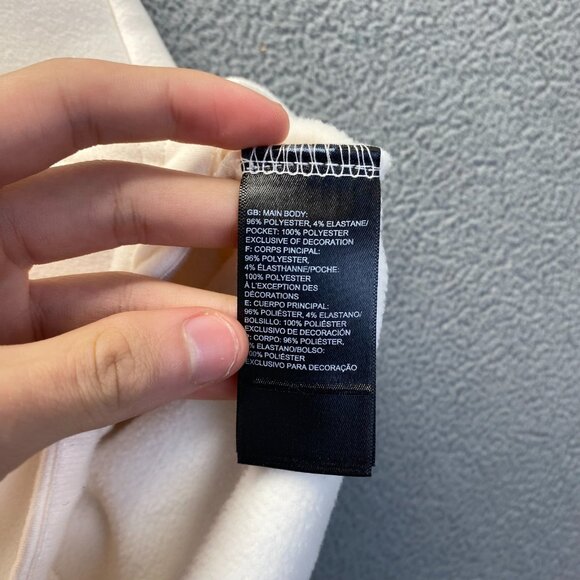 GB: MAIN BODY:
96% POLYESTER, 4% ELASTANE/
POCKET: 100% POLYESTER
EXCLUSIVE OF DECORATION
F: CORPS PINCIPAL:
96% POLYESTER,
4% ÉLASTHANNE/POCHE:
100% POLYESTER
À L'EXCEPTION DES
DÉCORATIONS
E: CUERPO PRINCIPAL:
96% POLIÉSTER, 4% ELASTANO/
BOLSILLO: 100% POLIÉSTER
EXCLUSIVO DE DECORACIÓN
CORPO: 96% POLIÉSTER,
ELASTANO/BOLSO:
100% POLIÉSTER
EXCLUSIVO PARA DECORAÇÃO